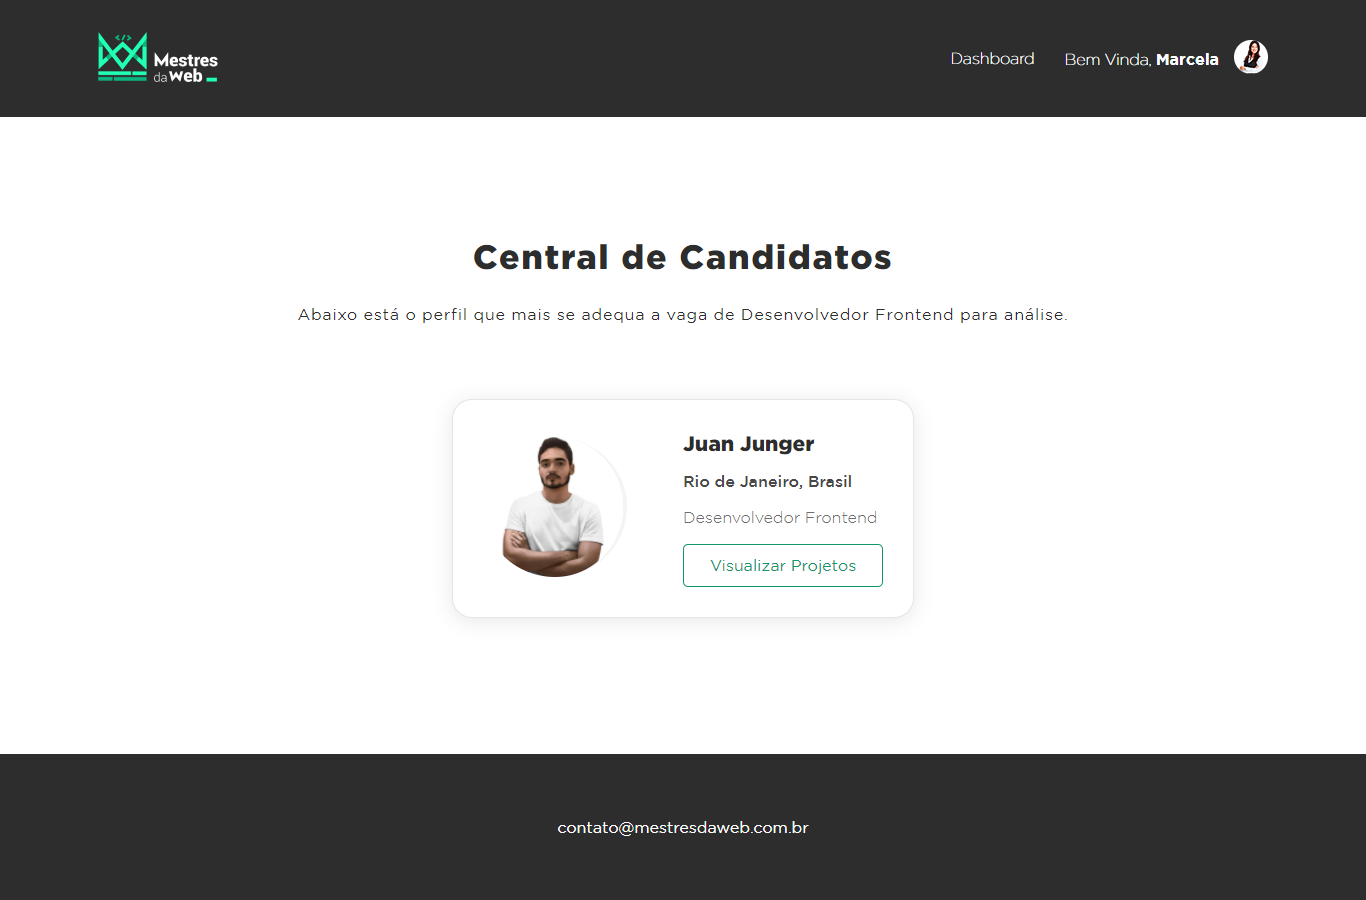 </>
Mestres
da Web
Dashboard
Bem Vinda, Marcela
Central de Candidatos
Abaixo está o perfil que mais se adequa a vaga de Desenvolvedor Frontend para análise.
Juan Junger
Rio de Janeiro, Brasil
Desenvolvedor Frontend
Visualizar Projetos
contato@mestresdaweb.com.br